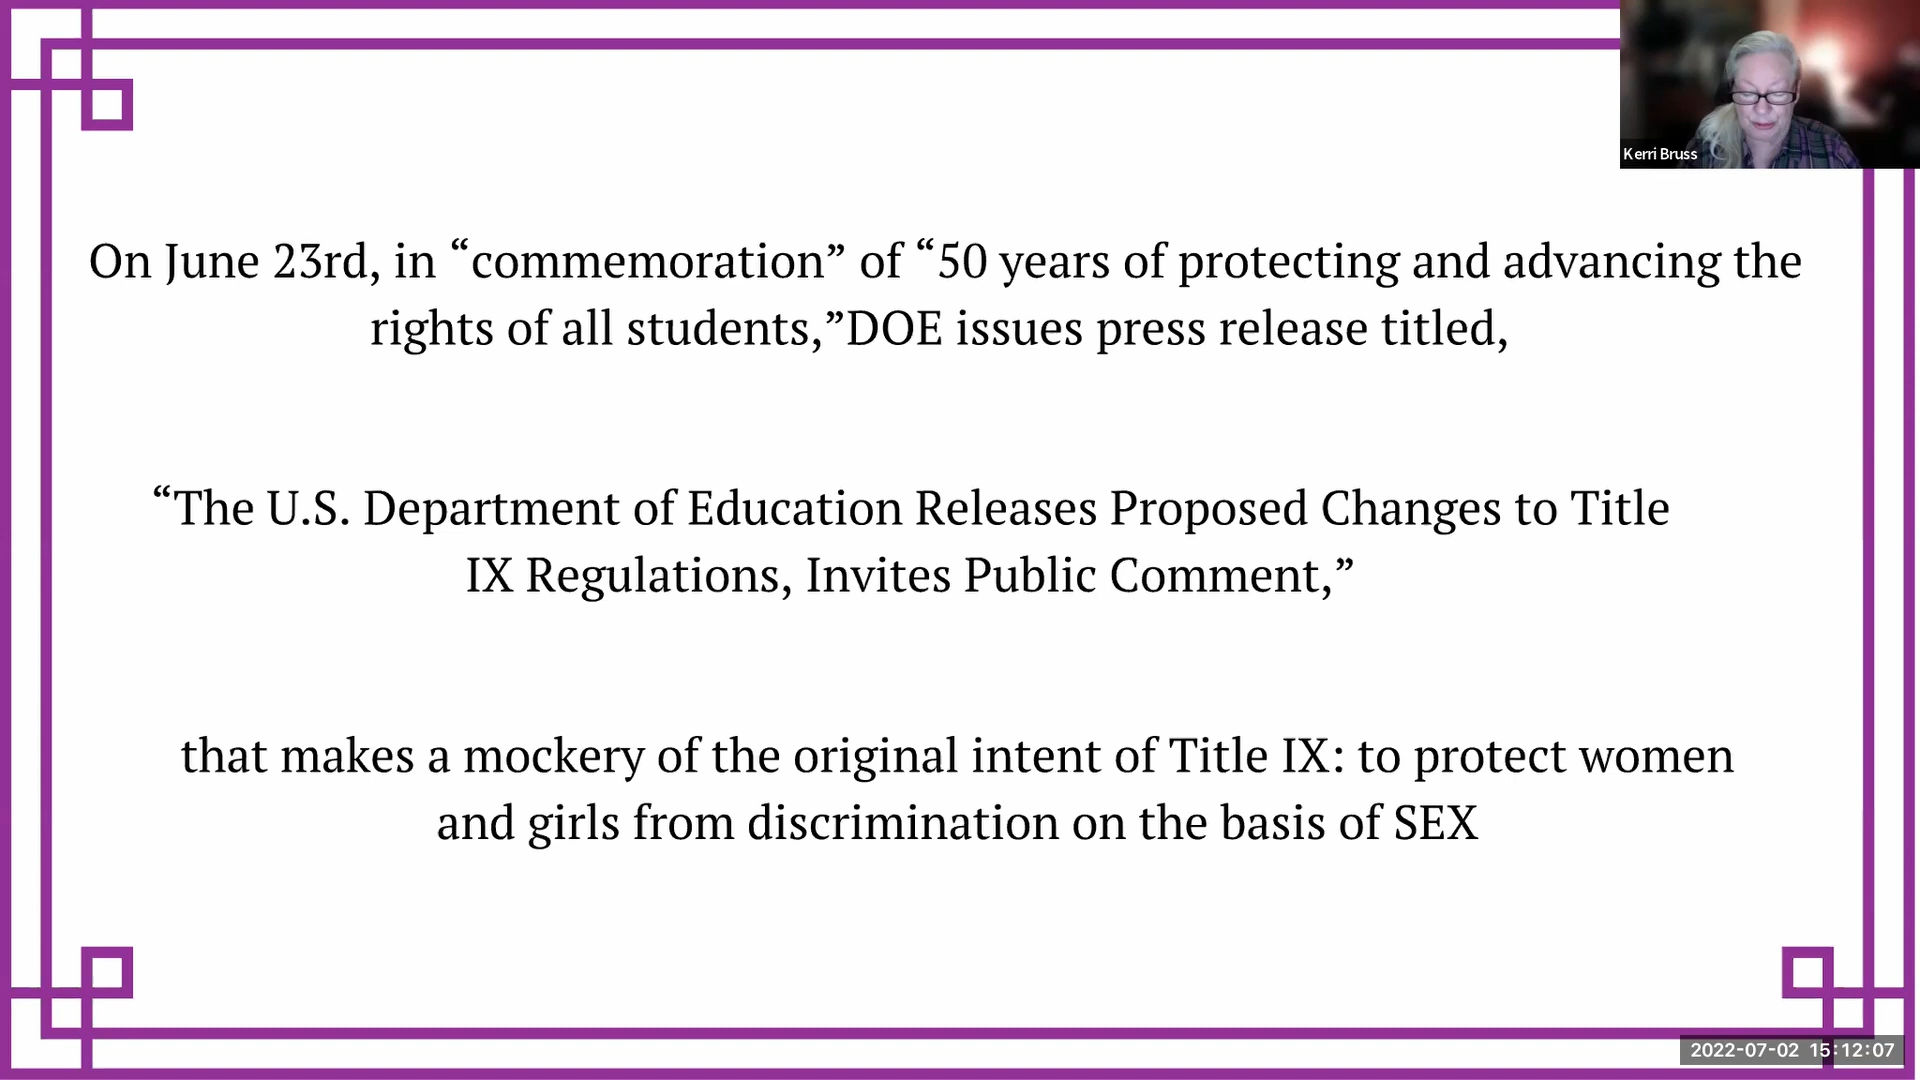 Kerri Bruss
On June 23rd, in “commemoration” of “50 years of protecting and advancing the
rights of all students,”DOE issues press release titled,
“The U.S. Department of Education Releases Proposed Changes to Title
IX Regulations, Invites Public Comment,”
that makes a mockery of the original intent of Title IX: to protect women
and girls from discrimination on the basis of SEX
2022-07-02 15:12:07